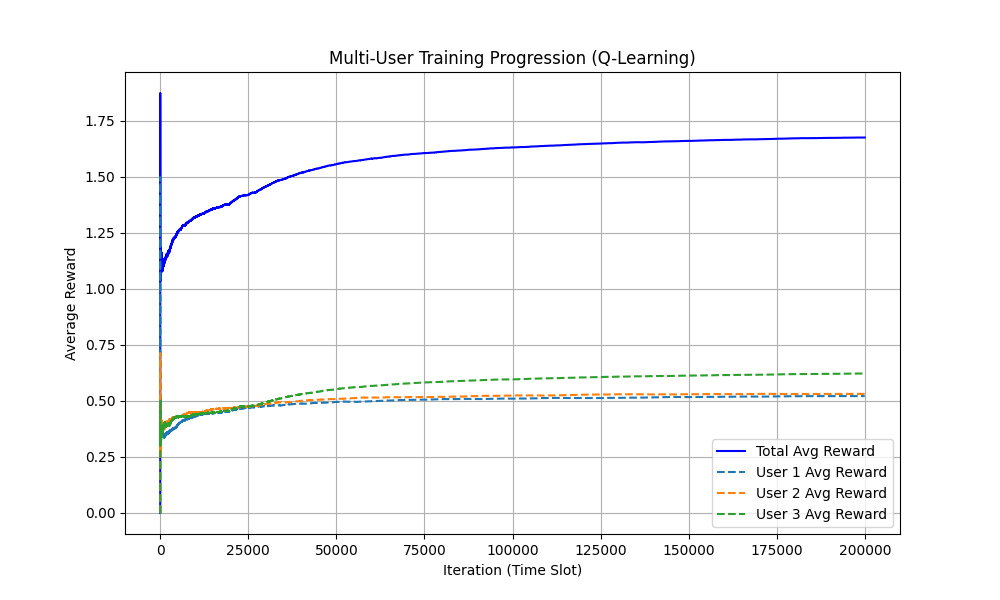 Multi-User Training Progression (Q-Learning)
Average Reward
1.75
1.50
1.25
1.00
0.75
0.50
0.25
0.00
Total Avg Reward
User 1 Avg Reward
User 2 Avg Reward
User 3 Avg Reward
0 25000 50000 75000 100000 125000 150000 175000 200000
Iteration (Time Slot)